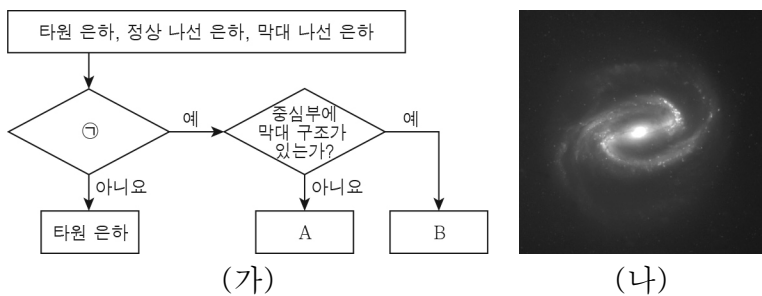 타원 은하, 정상 나선 은하, 막대 나선 은하
㉠
예
중심부에
막대 구조가
있는가?
예
아니요
아니요
타원 은하
A
B
(가)
(나)